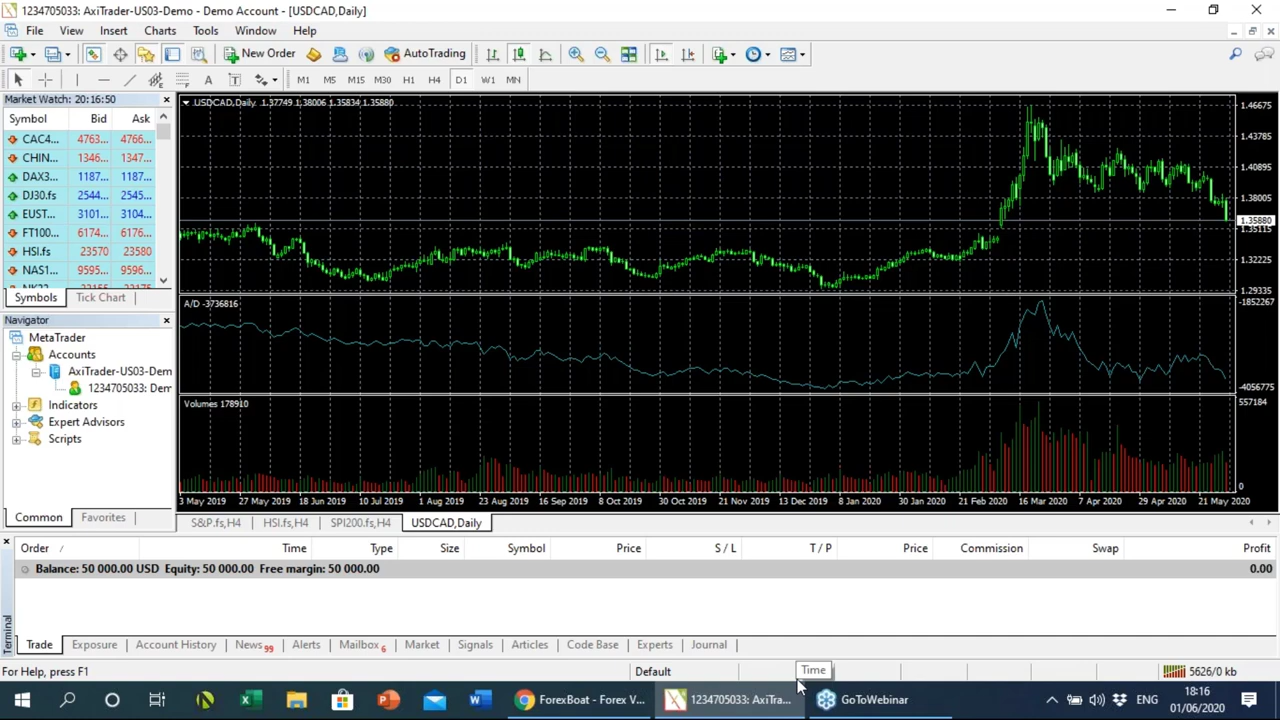 1234705033: AxiTrader-US03-Demo - Demo Account - [USDCAD,Daily]
File View Insert Charts Tools Window Help
New Order AutoTrading
A T M1 M5 M15 M30 H1 H4 D1 W1 MN
Market Watch: 20:16:50
Symbol Bid Ask
CAC4... 4763... 4766...
CHIN... 1346... 1347...
DAX3... 1187... 1187...
DJ30.fs 2544... 2545...
EUST... 3101... 3104...
FT100... 6174... 6176...
HSI.fs 23570 23580
NAS1... 9595... 9596...
Symbols Tick Chart
Navigator
MetaTrader
Accounts
AxiTrader-US03-Demo
1234705033: Dem
Indicators
Expert Advisors
Scripts
Common Favorites
USDCAD,Daily 1.37749 1.38006 1.35834 1.35880
1.46675
1.43785
1.40895
1.38005
1.35880
1.35115
1.32225
1.29335
A/D -3736816
-1852267
-4056775
Volumes 178910
557184
0
3 May 2019 27 May 2019 18 Jun 2019 10 Jul 2019 1 Aug 2019 23 Aug 2019 16 Sep 2019 8 Oct 2019 30 Oct 2019 21 Nov 2019 13 Dec 2019 8 Jan 2020 30 Jan 2020 21 Feb 2020 16 Mar 2020 7 Apr 2020 29 Apr 2020 21 May 2020
S&P.fs,H4 HSI.fs,H4 SPI200.fs,H4 USDCAD,Daily
Order / Time Type Size Symbol Price S / L T / P Price Commission Swap Profit
Balance: 50 000.00 USD Equity: 50 000.00 Free margin: 50 000.00 0.00
Terminal
Trade Exposure Account History News 99 Alerts Mailbox 6 Market Signals Articles Code Base Experts Journal
For Help, press F1 Default Time 5626/0 kb
ForexBoat - Forex V... 1234705033: AxiTra... GoToWebinar ENG 18:16
01/06/2020